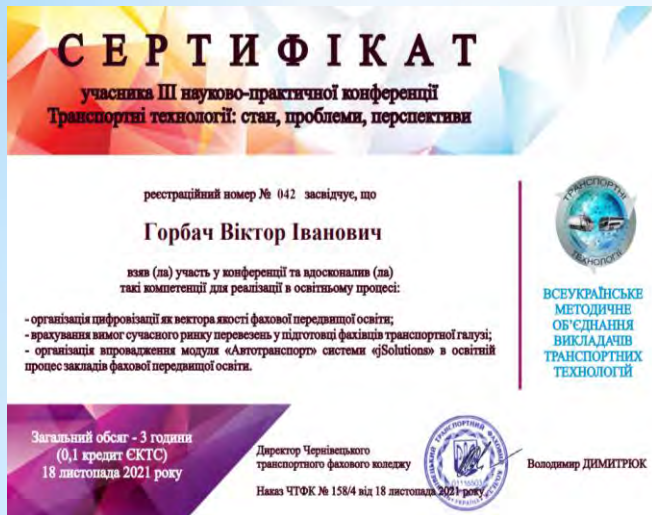 СЕРТИФІКАТ
учасника ІІІ науково-практичної конференції
Транспортні технології: стан, проблеми, перспективи
реєстраційний номер № 042 засвідчує, що
Горбач Віктор Іванович
взяв (ла) участь у конференції та вдосконалив (ла)
такі компетенції для реалізації в освітньому процесі:
- організація цифровізації як вектора якості фахової передвищої освіти;
- врахування вимог сучасного ринку перевезень у підготовці фахівців транспортної галузі;
- організація впровадження модуля «Автотранспорт» системи «jSolutions» в освітній
процес закладів фахової передвищої освіти.
ТРАНСПОРТНІ
ТЕХНОЛОГІЇ
ВСЕУКРАЇНСЬКЕ
МЕТОДИЧНЕ
ОБ'ЄДНАННЯ
ВИКЛАДАЧІВ
ТРАНСПОРТНИХ
ТЕХНОЛОГІЙ
Загальний обсяг - 3 години
(0,1 кредит ЄКТС)
18 листопада 2021 року
Директор Чернівецького
транспортного фахового коледжу
Наказ ЧТФК № 158/4 від 18 листопада 2021 року
Володимир ДИМИТРЮК